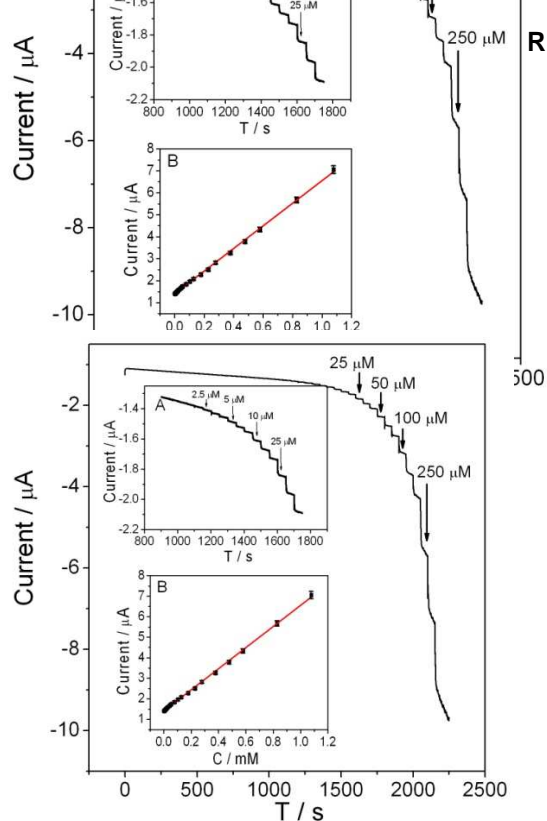 -1.6
25 µM
-1.8
-2.0
-2.2
800 1000 1200 1400 1600 1800
T / s
Current / µA
250 µM
R
-6
-8
-10
Current / µA
B
8
7
6
5
4
3
2
1
Current / µA
0.0 0.2 0.4 0.6 0.8 1.0 1.2
500
-2
-4
-6
-8
-10
Current / µA
25 µM
50 µM
100 µM
250 µM
A
-1.4
-1.6
-1.8
-2.0
-2.2
Current / µA
2.5 µM
5 µM
10 µM
25 µM
800 1000 1200 1400 1600 1800
T / s
B
8
7
6
5
4
3
2
1
Current / µA
0.0 0.2 0.4 0.6 0.8 1.0 1.2
C / mM
0 500 1000 1500 2000 2500
T / s